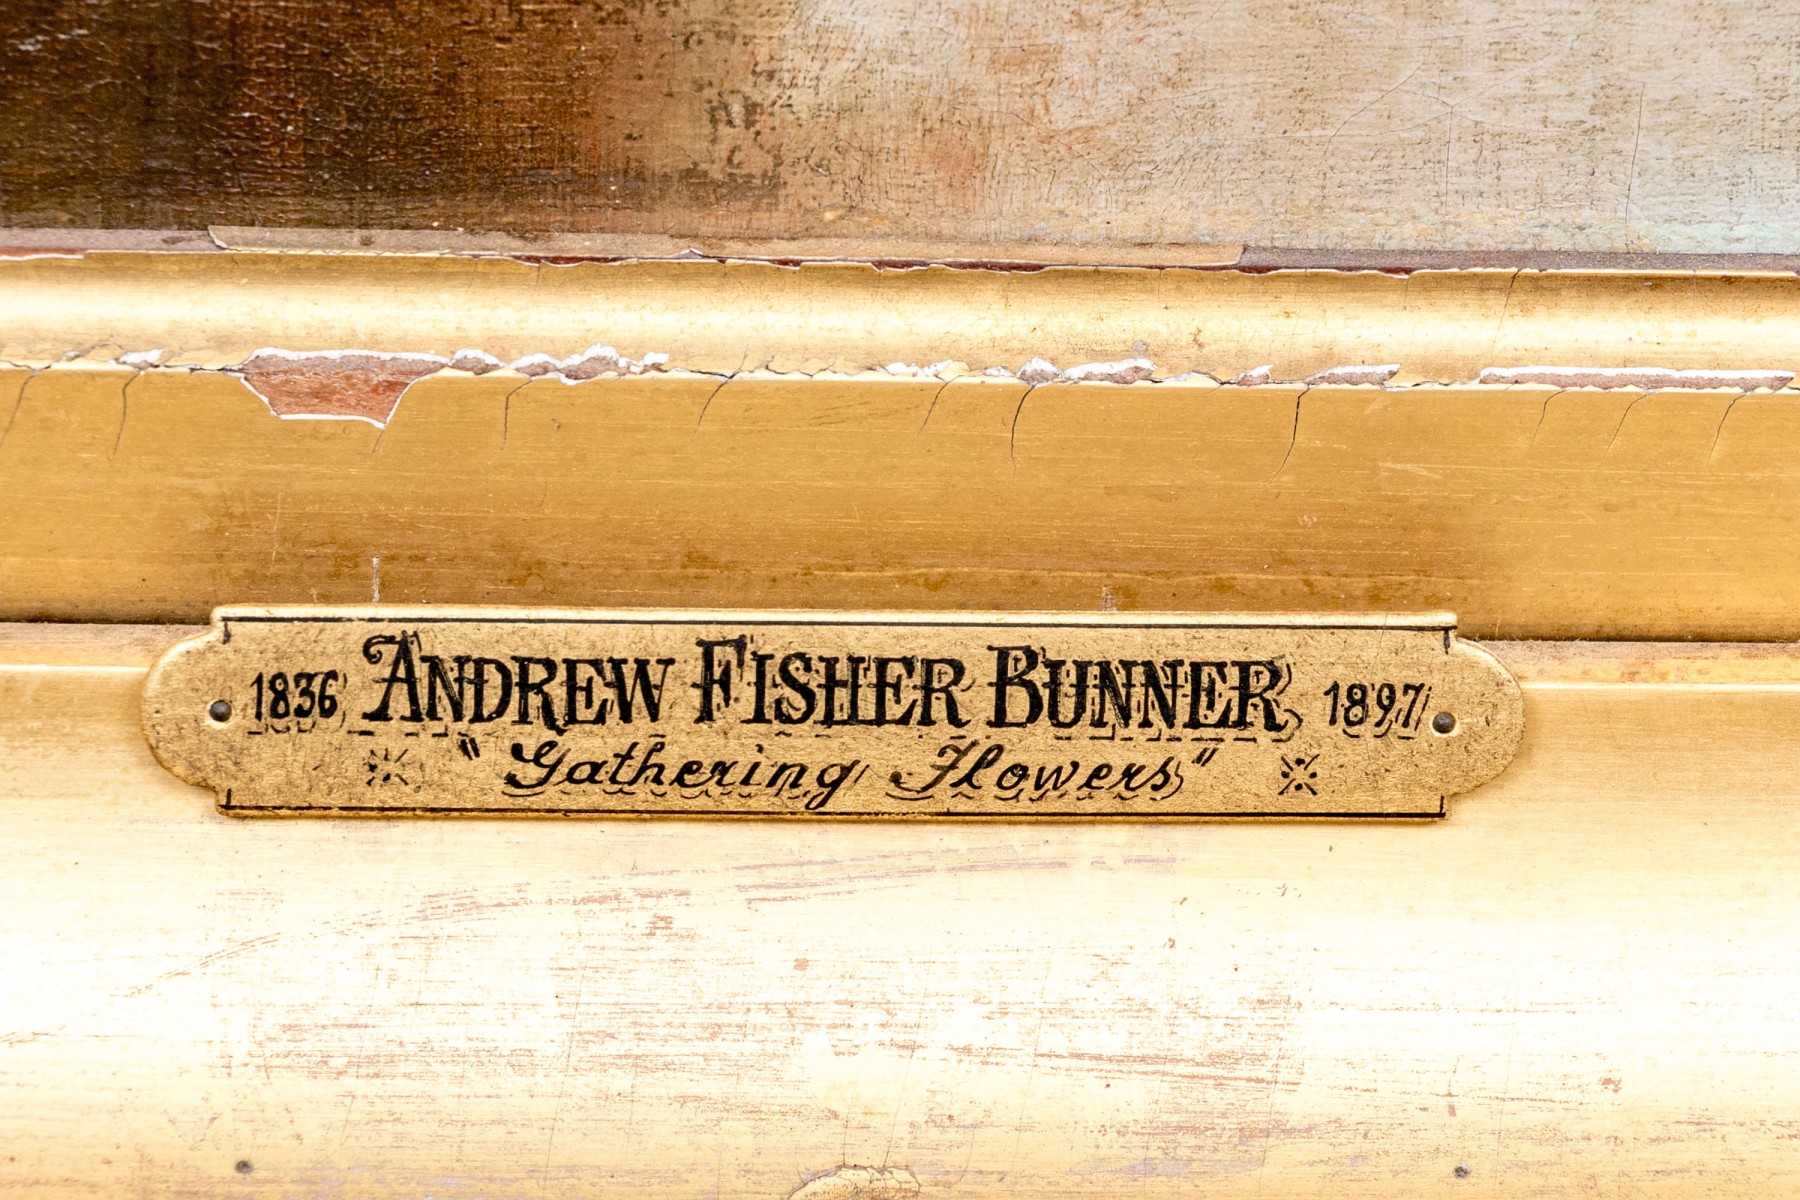 1836 ANDREW FISHER BUNNER 1897
"Gathering Flowers"